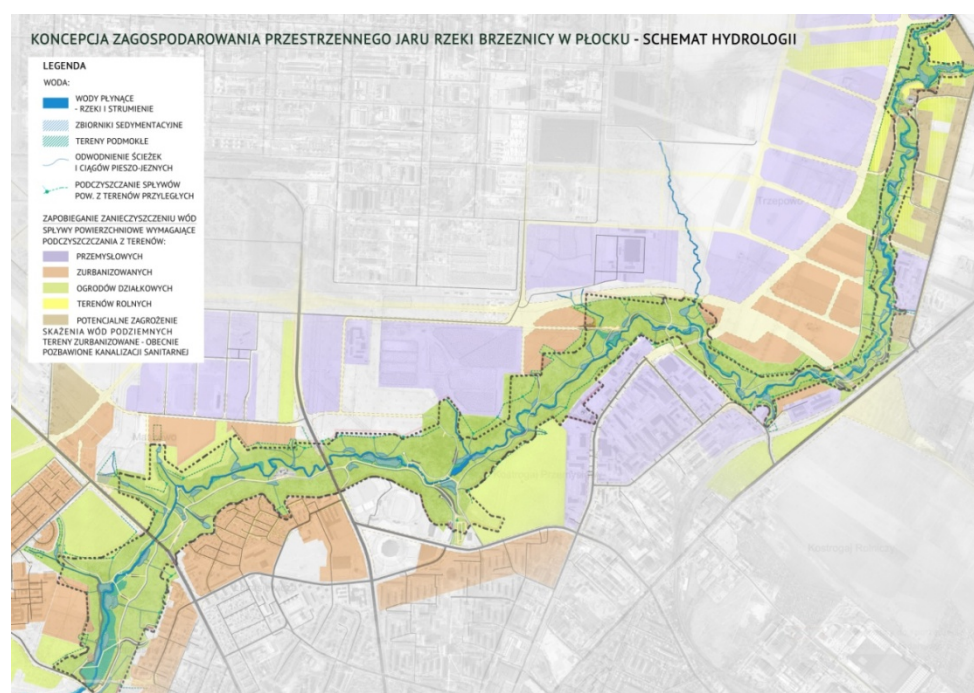 KONCEPCJA ZAGOSPODAROWANIA PRZESTRZENNEGO JARU RZEKI BRZEZNICY W PŁOCKU - SCHEMAT HYDROLOGII
LEGENDA
WODA:
WODY PŁYNĄCE
- RZEKI I STRUMIENIE
ZBIORNIKI SEDYMENTACYJNE
TERENY PODMOKŁE
ODWODNIENIE ŚCIEŻEK
I CIĄGÓW PIESZO-JEZNYCH
PODCZYSZCZANIE SPŁYWÓW
POW. Z TERENÓW PRZYLEGŁYCH
ZAPOBIEGANIE ZANIECZYSZCZENIU WÓD
SPŁYWY POWIERZCHNIOWE WYMAGAJĄCE
PODCZYSZCZANIA Z TERENÓW:
PRZEMYSŁOWYCH
ZURBANIZOWANYCH
OGRODÓW DZIAŁKOWYCH
TERENÓW ROLNYCH
POTENCJALNE ZAGROŻENIE
SKAŻENIA WÓD PODZIEMNYCH
TERENY ZURBANIZOWANE - OBECNIE
POZBAWIONE KANALIZACJI SANITARNEJ
Trzepowo